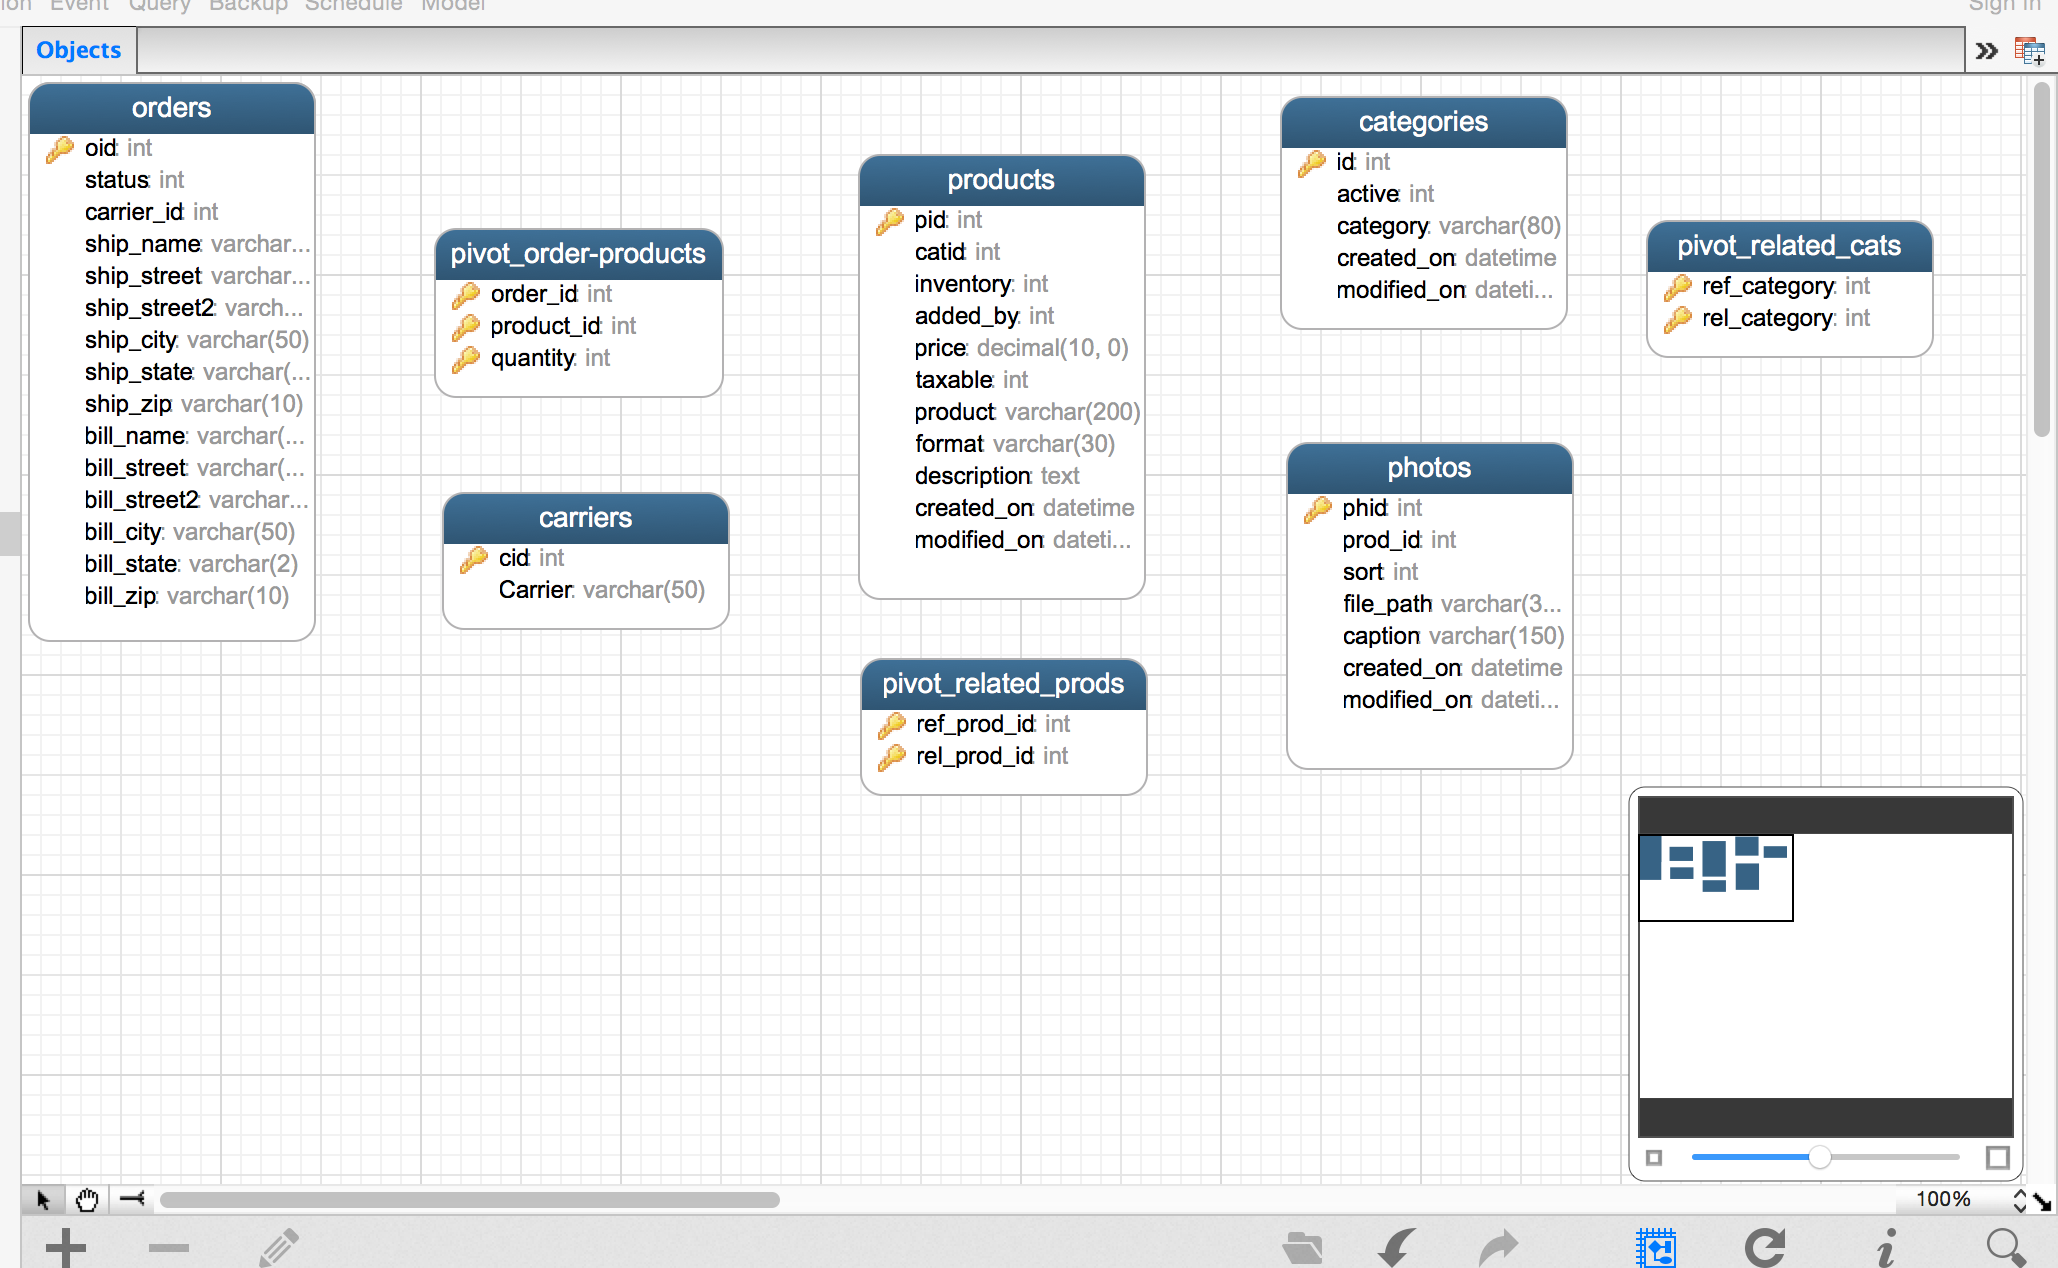 Event Query Backup Schedule Model
Sign In
Objects
orders
oid: int
status: int
carrier_id: int
ship_name: varchar...
ship_street: varchar...
ship_street2: varch...
ship_city: varchar(50)
ship_state: varchar(...
ship_zip: varchar(10)
bill_name: varchar(...
bill_street: varchar(...
bill_street2: varchar...
bill_city: varchar(50)
bill_state: varchar(2)
bill_zip: varchar(10)
pivot_order-products
order_id: int
product_id: int
quantity: int
carriers
cid: int
Carrier: varchar(50)
products
pid: int
catid: int
inventory: int
added_by: int
price: decimal(10, 0)
taxable: int
product: varchar(200)
format: varchar(30)
description: text
created_on: datetime
modified_on: dateti...
pivot_related_prods
ref_prod_id: int
rel_prod_id: int
categories
id: int
active: int
category: varchar(80)
created_on: datetime
modified_on: dateti...
photos
phid: int
prod_id: int
sort: int
file_path: varchar(3...
caption: varchar(150)
created_on: datetime
modified_on: dateti...
pivot_related_cats
ref_category: int
rel_category: int
100%